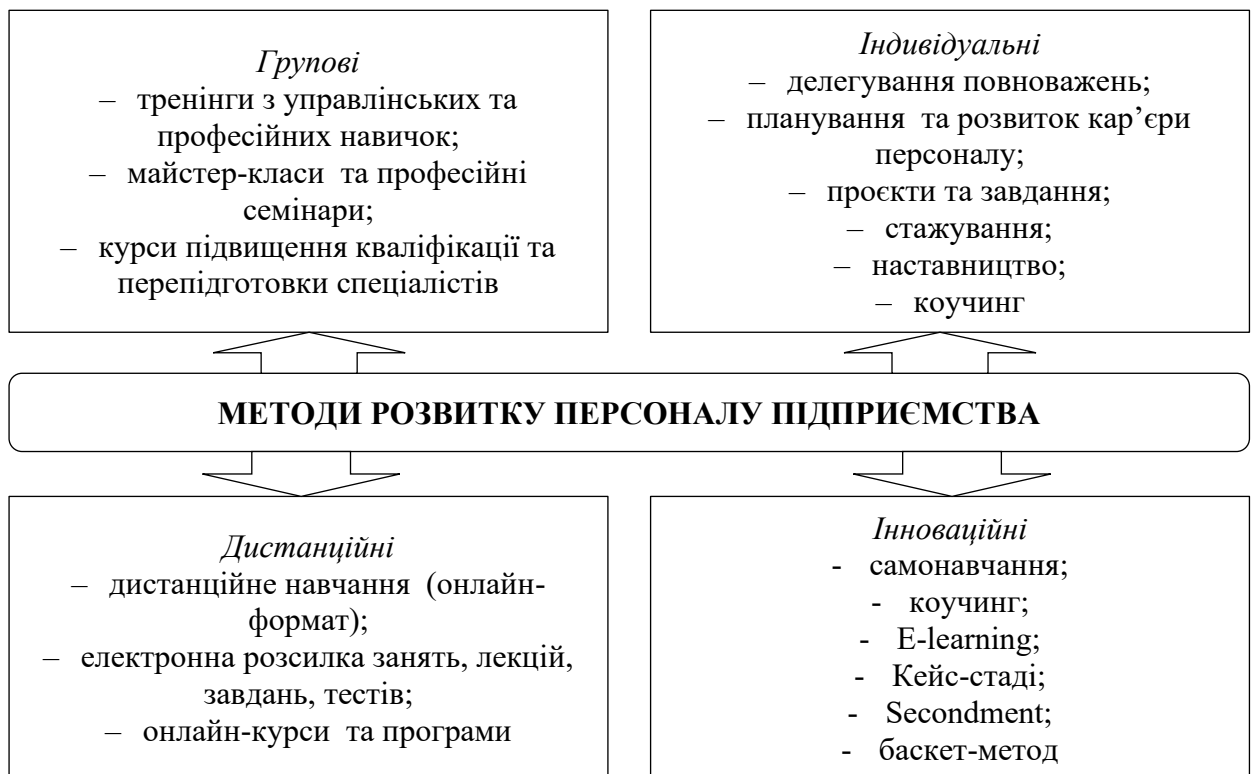 Групові
– тренінги з управлінських та
професійних навичок;
– майстер-класи та професійні
семінари;
– курси підвищення кваліфікації та
перепідготовки спеціалістів
Індивідуальні
– делегування повноважень;
– планування та розвиток кар’єри
персоналу;
– проєкти та завдання;
– стажування;
– наставництво;
– коучинг
МЕТОДИ РОЗВИТКУ ПЕРСОНАЛУ ПІДПРИЄМСТВА
Дистанційні
– дистанційне навчання (онлайн-
формат);
– електронна розсилка занять, лекцій,
завдань, тестів;
– онлайн-курси та програми
Інноваційні
- самонавчання;
- коучинг;
- E-learning;
- Кейс-стаді;
- Secondment;
- баскет-метод